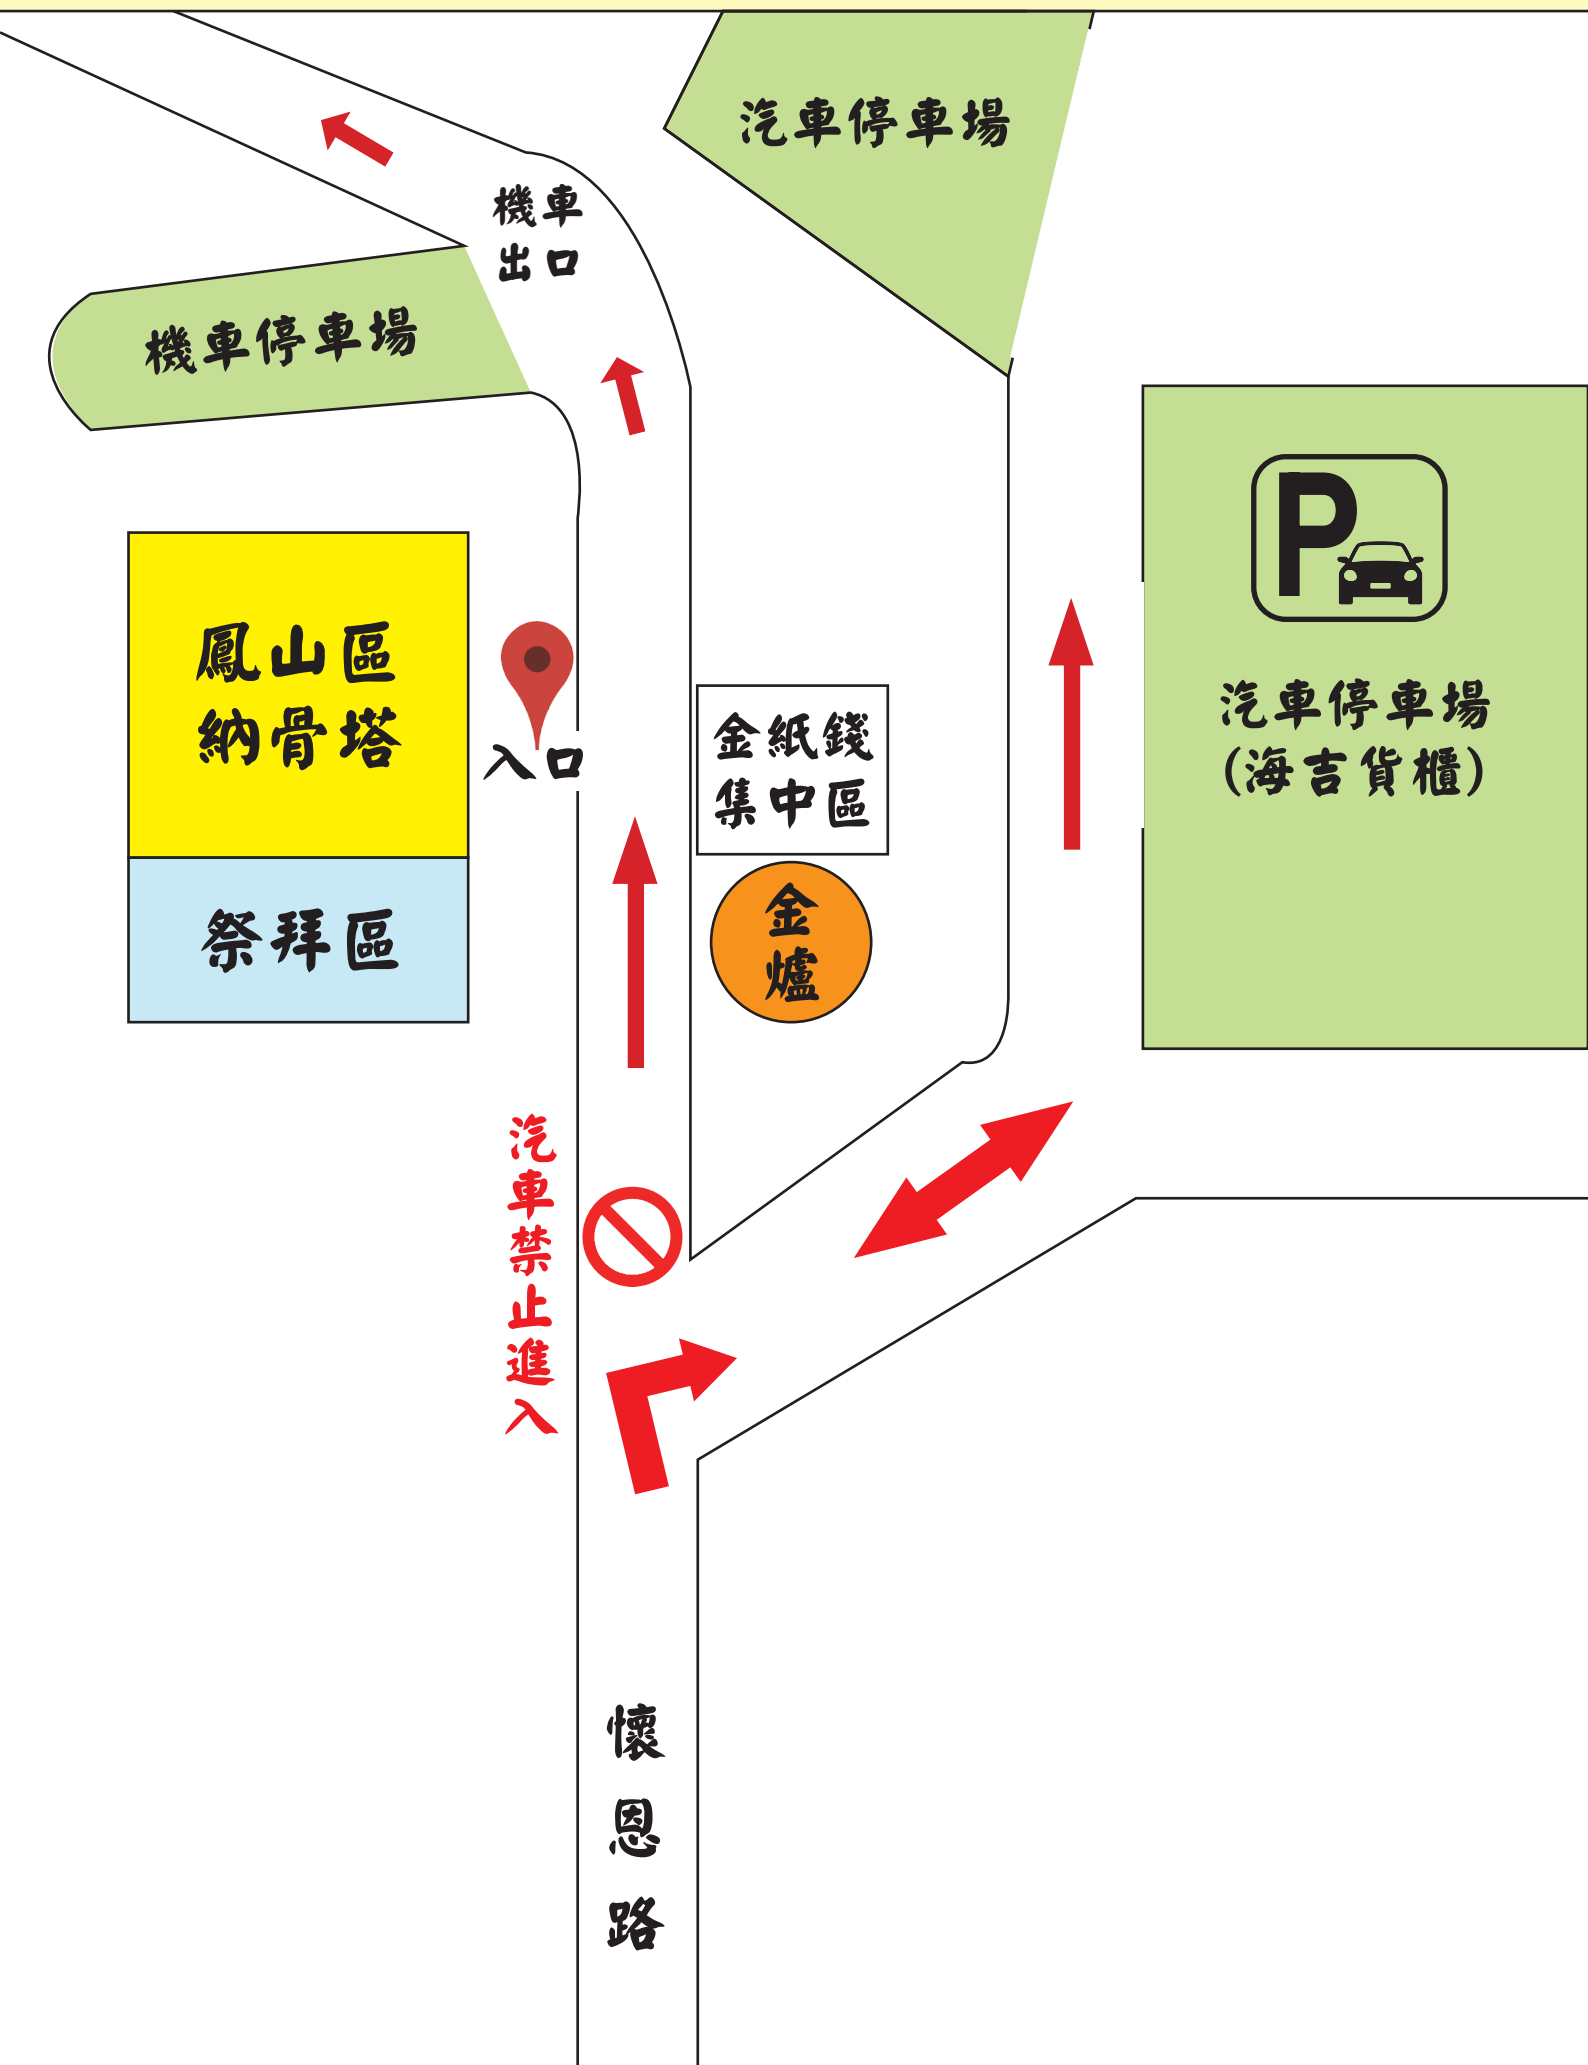 汽車停車場
機車
出口
機車停車場
P
鳳山區
納骨塔
入口
金紙錢
集中區
汽車停車場
(海吉貨櫃)
金
爐
祭拜區
汽車禁止進入
懷恩路